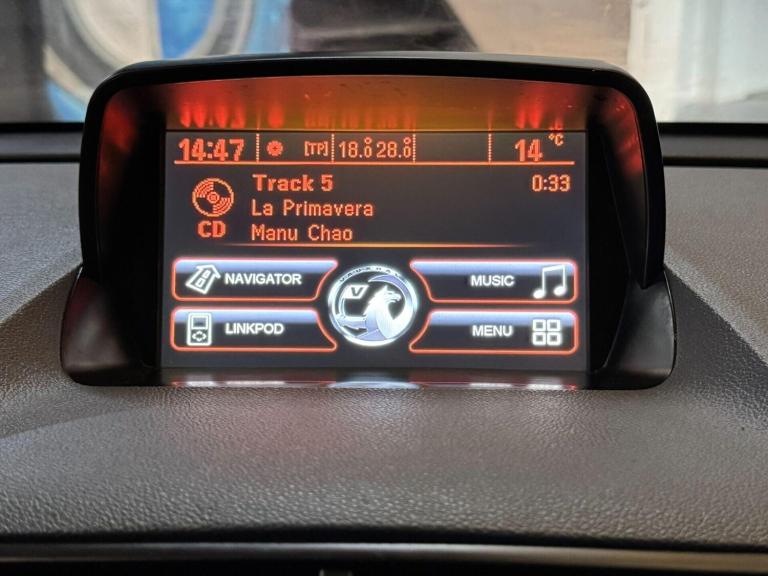 14:47 [TP] 18.0 28.0 14 °C
Track 5 0:33
La Primavera
CD Manu Chao
NAVIGATOR MUSIC
VAUXHALL
V
LINKPOD MENU